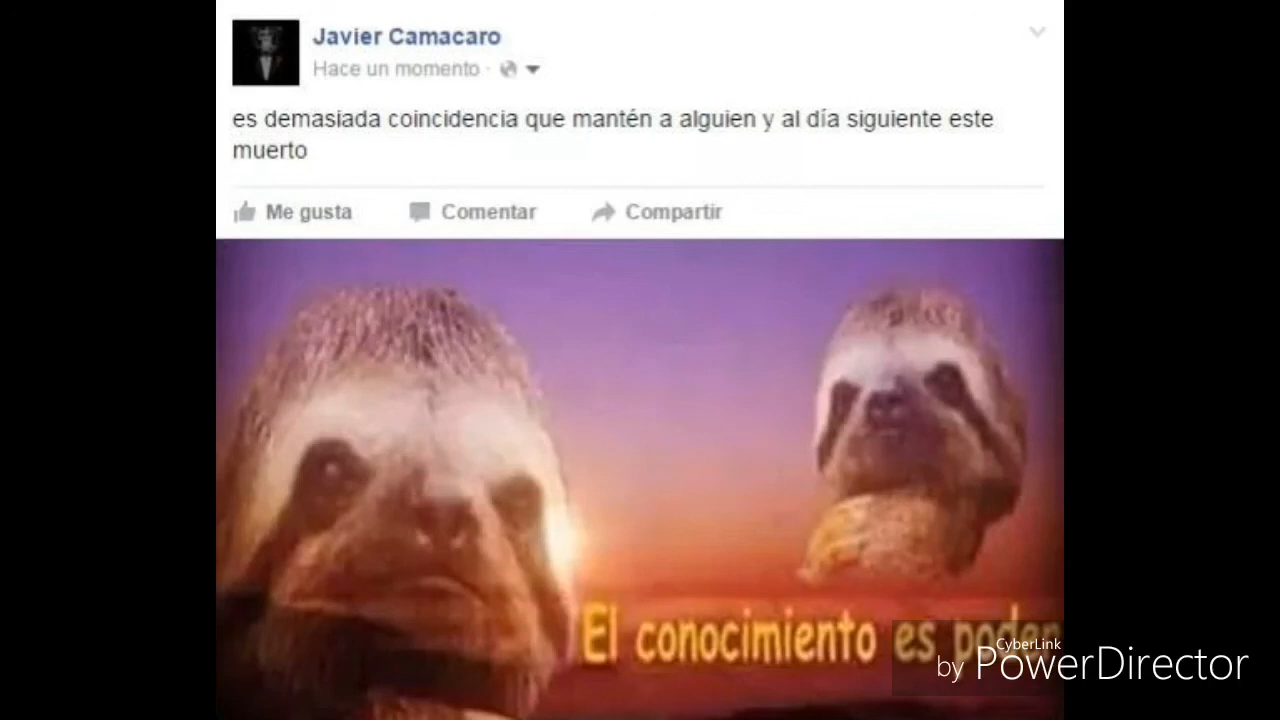 Javier Camacaro
Hace un momento ·
es demasiada coincidencia que mantén a alguien y al día siguiente este
muerto
Me gusta Comentar Compartir
El conocimiento es poder
CyberLink
by PowerDirector